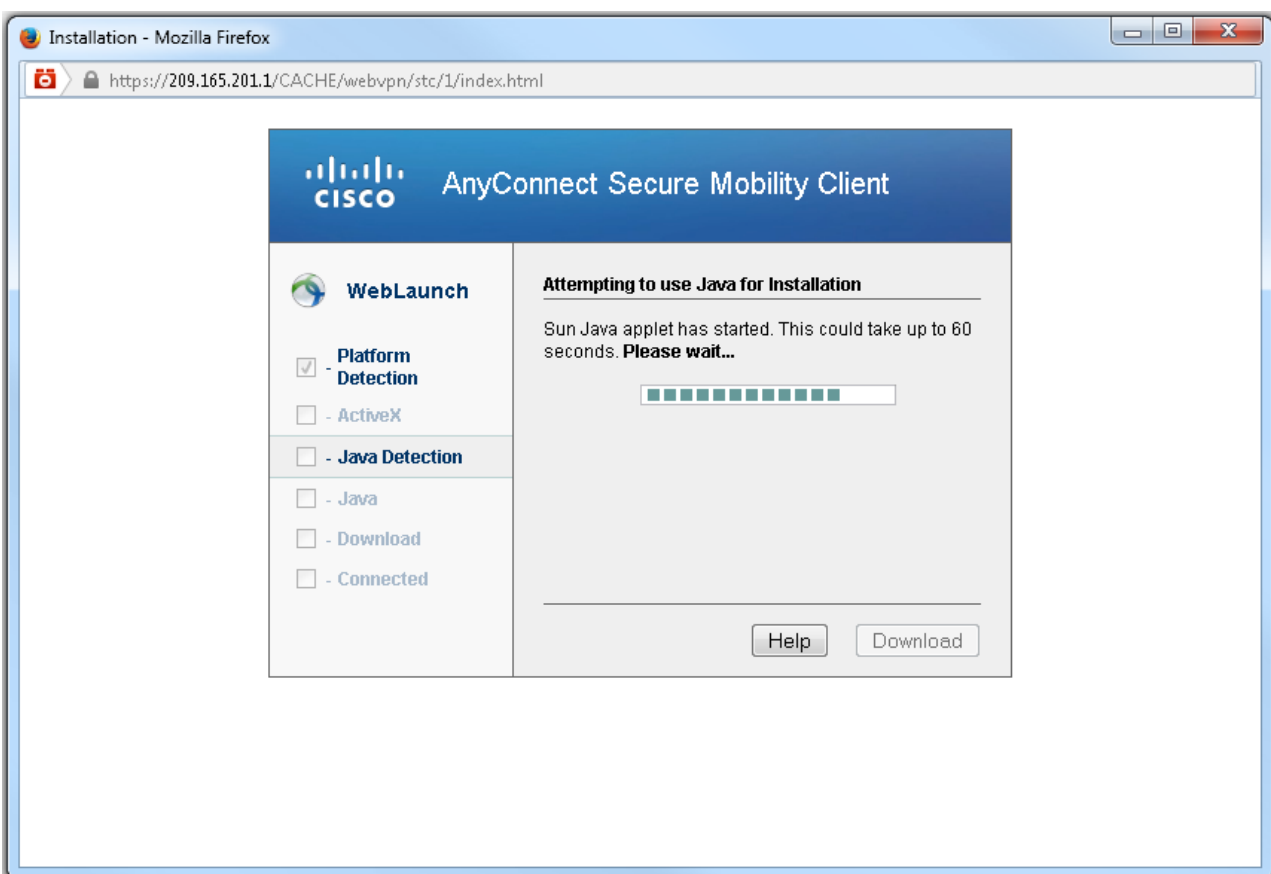 Installation - Mozilla Firefox
https://209.165.201.1/CACHE/webvpn/stc/1/index.html
CISCO
AnyConnect Secure Mobility Client
WebLaunch
Attempting to use Java for Installation
Sun Java applet has started. This could take up to 60
seconds. Please wait...
- Platform
Detection
- ActiveX
- Java Detection
- Java
- Download
- Connected
Help
Download